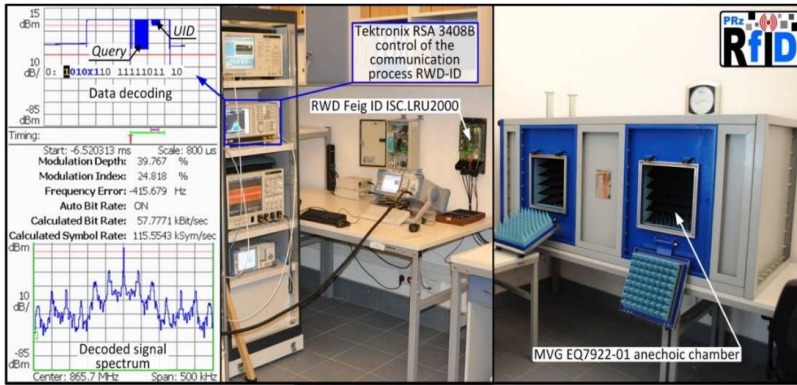 15
dBm
Query
UID
10
dB/
0: 1010X110 11111011 10
Data decoding
-85
dBm
Timing:
Start: -6.520313 ms Scale: 800 us
Modulation Depth: 39.767 %
Modulation Index: 24.818 %
Frequency Error: -415.679 Hz
Auto Bit Rate: ON
Calculated Bit Rate: 57.7771 kBit/sec
Calculated Symbol Rate: 115.5543 kSym/sec
dBm
10
dB/
-85
dBm
Decoded signal
spectrum
Center: 865.7 MHz Span: 500 kHz
Tektronix RSA 3408B
control of the
communication
process RWD-ID
RWD Feig ID ISC.LRU2000
PRz
RfID
MVG EQ7922-01 anechoic chamber